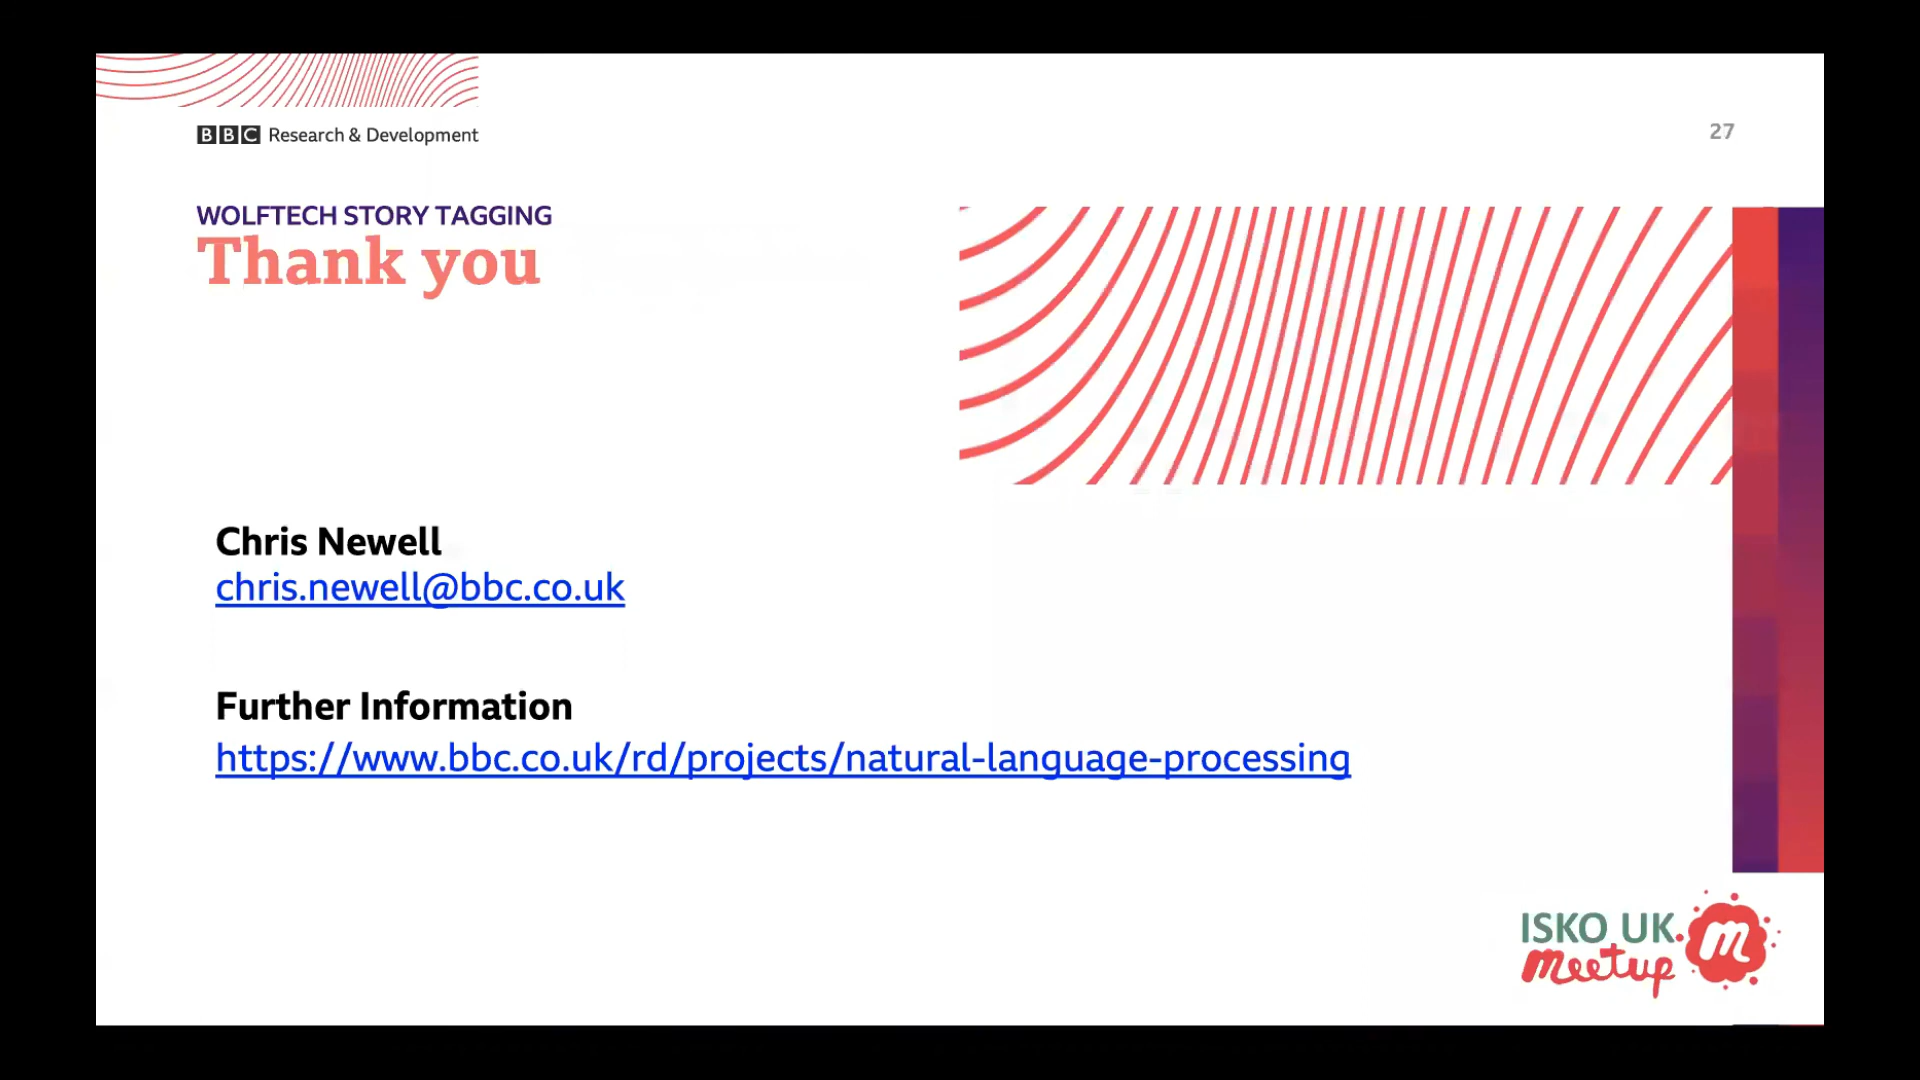 BBC Research & Development
27
WOLFTECH STORY TAGGING
Thank you
Chris Newell
chris.newell@bbc.co.uk
Further Information
https://www.bbc.co.uk/rd/projects/natural-language-processing
ISKO UK
meetup
m